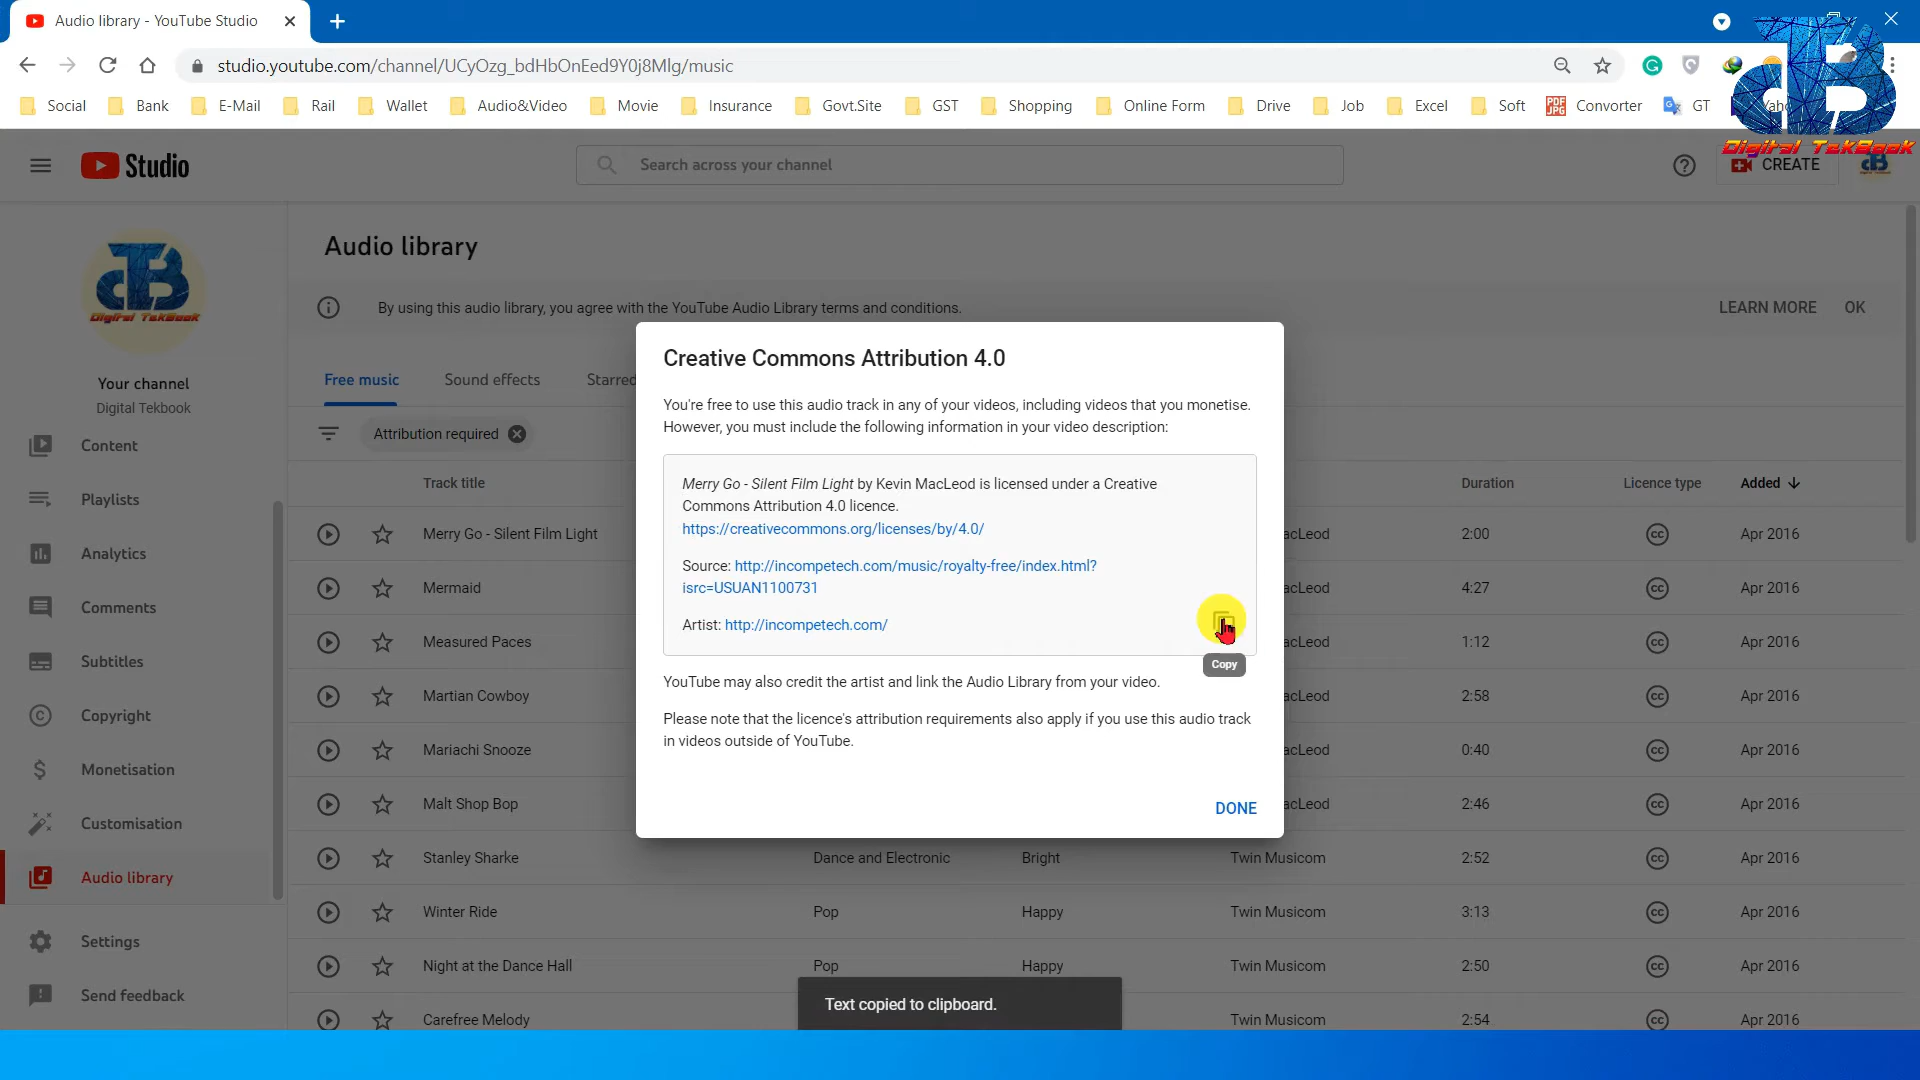 Audio library - YouTube Studio
studio.youtube.com/channel/UCyOzg_bdHbOnEed9Y0j8Mlg/music
Social Bank E-Mail Rail Wallet Audio&Video Movie Insurance Govt.Site GST Shopping Online Form Drive Job Excel Soft PDF JPG Convorter GT
Digital TekBook
Studio
Search across your channel
CREATE
Audio library
By using this audio library, you agree with the YouTube Audio Library terms and conditions.
LEARN MORE OK
Digital TekBook
Your channel
Digital Tekbook
Content
Playlists
Analytics
Comments
Subtitles
Copyright
Monetisation
Customisation
Audio library
Settings
Send feedback
Free music Sound effects Starred
Attribution required
Track title Duration Licence type Added
Merry Go - Silent Film Light acLeod 2:00 Apr 2016
Mermaid acLeod 4:27 Apr 2016
Measured Paces acLeod 1:12 Apr 2016
Martian Cowboy acLeod 2:58 Apr 2016
Mariachi Snooze acLeod 0:40 Apr 2016
Malt Shop Bop acLeod 2:46 Apr 2016
Stanley Sharke Dance and Electronic Bright Twin Musicom 2:52 Apr 2016
Winter Ride Pop Happy Twin Musicom 3:13 Apr 2016
Night at the Dance Hall Pop Happy Twin Musicom 2:50 Apr 2016
Carefree Melody Twin Musicom 2:54 Apr 2016
Creative Commons Attribution 4.0
You're free to use this audio track in any of your videos, including videos that you monetise.
However, you must include the following information in your video description:
Merry Go - Silent Film Light by Kevin MacLeod is licensed under a Creative
Commons Attribution 4.0 licence.
https://creativecommons.org/licenses/by/4.0/
Source: http://incompetech.com/music/royalty-free/index.html?
isrc=USUAN1100731
Artist: http://incompetech.com/
Copy
YouTube may also credit the artist and link the Audio Library from your video.
Please note that the licence's attribution requirements also apply if you use this audio track
in videos outside of YouTube.
DONE
Text copied to clipboard.